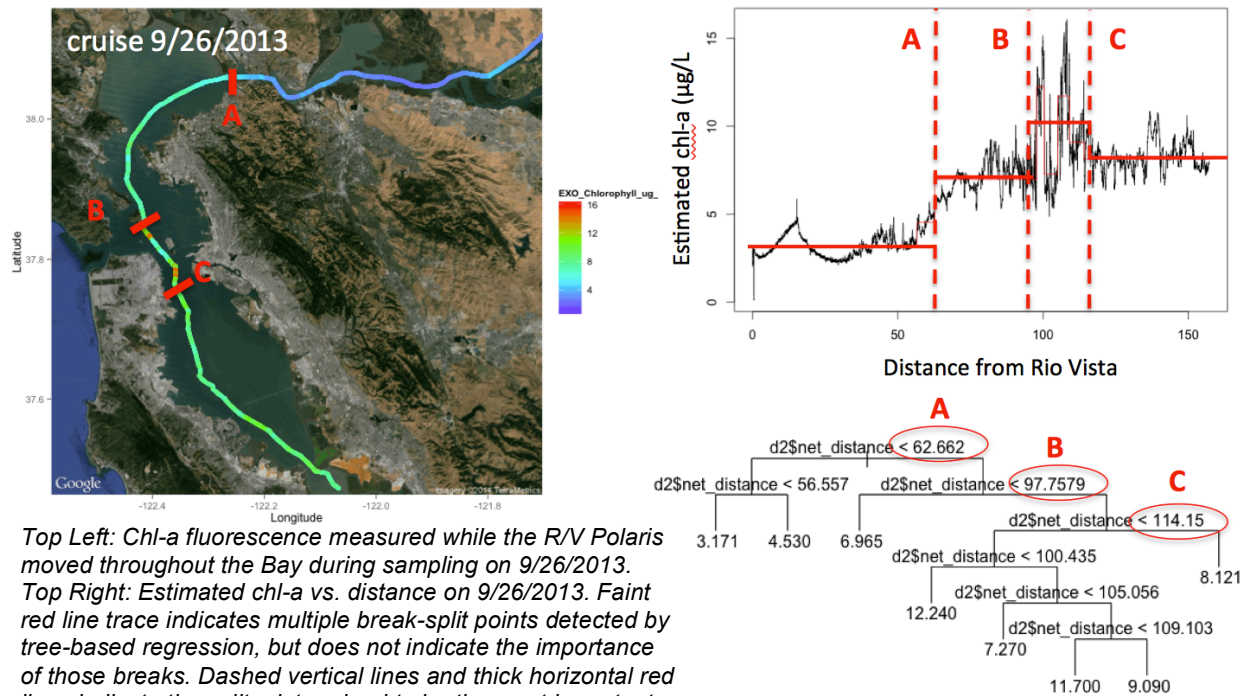 cruise 9/26/2013
A
B
C
38.0
37.8
37.6
Latitude
-122.4
-122.2
-122.0
-121.8
Longitude
Google
EXO_Chlorophyll_ug_
16
12
8
4
A
B
C
15
10
5
0
Estimated chl-a (µg/L
0
50
100
150
Distance from Rio Vista
A
d2$net_distance < 62.662
B
d2$net_distance < 56.557
d2$net_distance < 97.7579
C
d2$net_distance < 114.15
3.171
4.530
6.965
d2$net_distance < 100.435
8.121
d2$net_distance < 105.056
12.240
d2$net_distance < 109.103
7.270
11.700
9.090
Top Left: Chl-a fluorescence measured while the R/V Polaris
moved throughout the Bay during sampling on 9/26/2013.
Top Right: Estimated chl-a vs. distance on 9/26/2013. Faint
red line trace indicates multiple break-split points detected by
tree-based regression, but does not indicate the importance
of those breaks. Dashed vertical lines and thick horizontal red